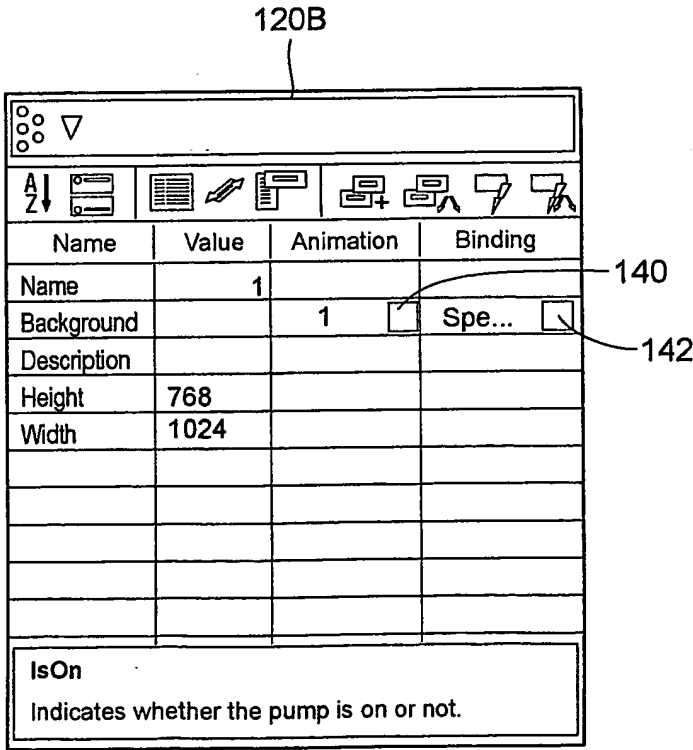 120B
A
Z
Name Value Animation Binding
Name 1
140
Background 1 Spe...
142
Description
Height 768
Width 1024
IsOn
Indicates whether the pump is on or not.